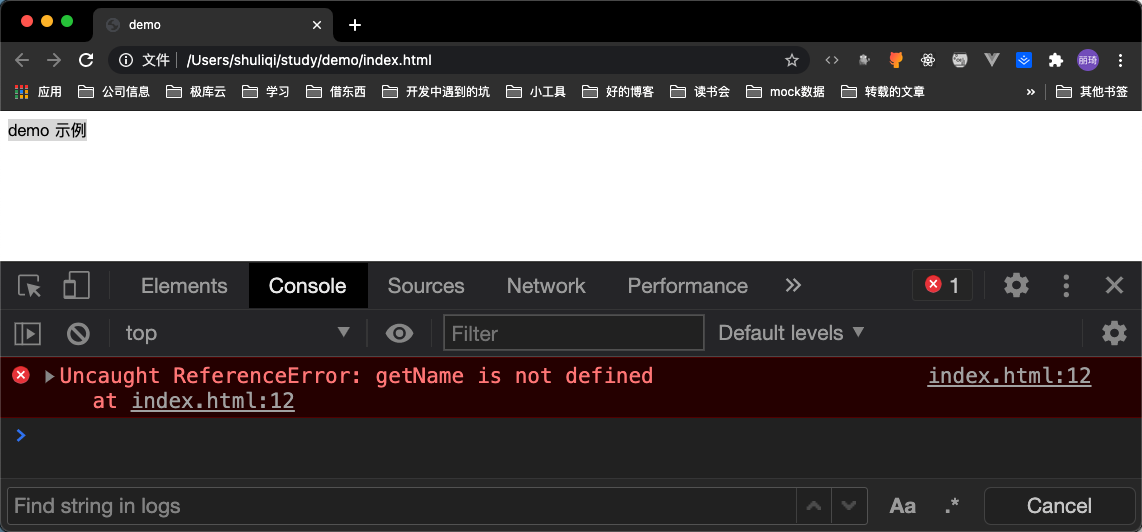 demo
文件 /Users/shuliqi/study/demo/index.html 丽琦
应用 公司信息 极库云 学习 借东西 开发中遇到的坑 小工具 好的博客 读书会 mock数据 转载的文章 » 其他书签
demo 示例
Elements Console Sources Network Performance » 1
top Filter Default levels
Uncaught ReferenceError: getName is not defined index.html:12
at index.html:12
Find string in logs Aa .* Cancel